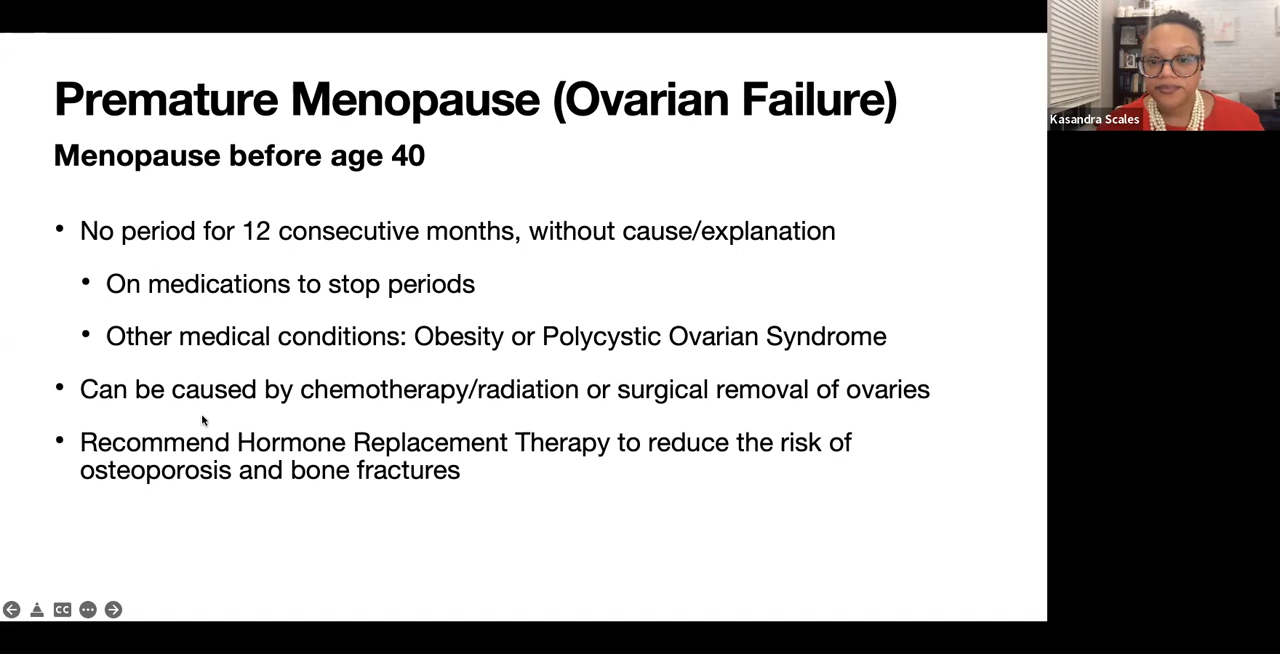 Premature Menopause (Ovarian Failure)
Menopause before age 40
• No period for 12 consecutive months, without cause/explanation
• On medications to stop periods
• Other medical conditions: Obesity or Polycystic Ovarian Syndrome
• Can be caused by chemotherapy/radiation or surgical removal of ovaries
• Recommend Hormone Replacement Therapy to reduce the risk of
osteoporosis and bone fractures
CC
Kasandra Scales